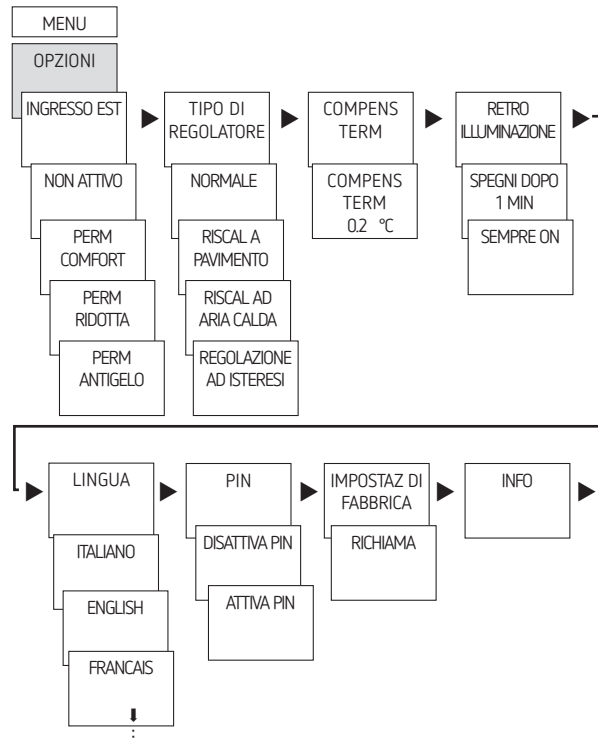 MENU
OPZIONI
INGRESSO EST
NON ATTIVO
PERM
COMFORT
PERM
RIDOTTA
PERM
ANTIGELO
TIPO DI
REGOLATORE
NORMALE
RISCAL A
PAVIMENTO
RISCAL AD
ARIA CALDA
REGOLAZIONE
AD ISTERESI
COMPENS
TERM
COMPENS
TERM
0.2 °C
RETRO
ILLUMINAZIONE
SPEGNI DOPO
1 MIN
SEMPRE ON
LINGUA
ITALIANO
ENGLISH
FRANCAIS
PIN
DISATTIVA PIN
ATTIVA PIN
IMPOSTAZ DI
FABBRICA
RICHIAMA
INFO